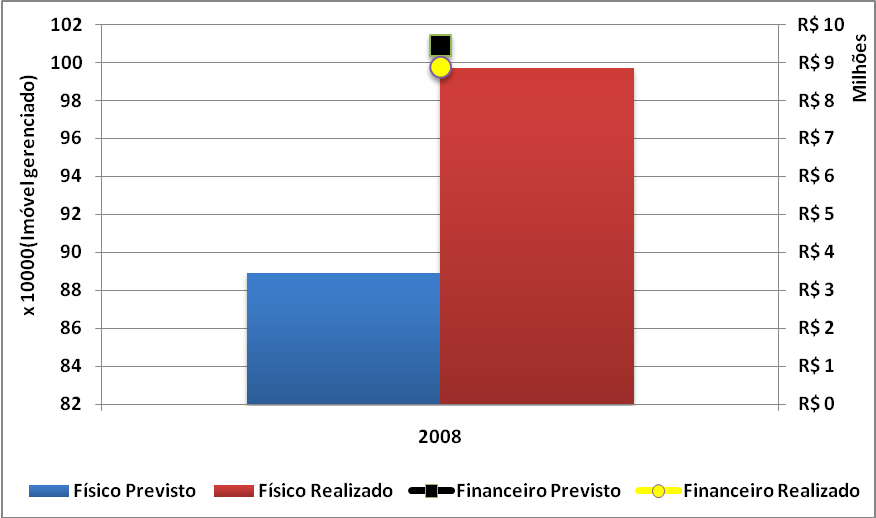 x 10000(Imóvel gerenciado)
102
100
98
96
94
92
90
88
86
84
82
R$ 10
R$ 9
R$ 8
R$ 7
R$ 6
R$ 5
R$ 4
R$ 3
R$ 2
R$ 1
R$ 0
Milhões
2008
Físico Previsto
Físico Realizado
Financeiro Previsto
Financeiro Realizado